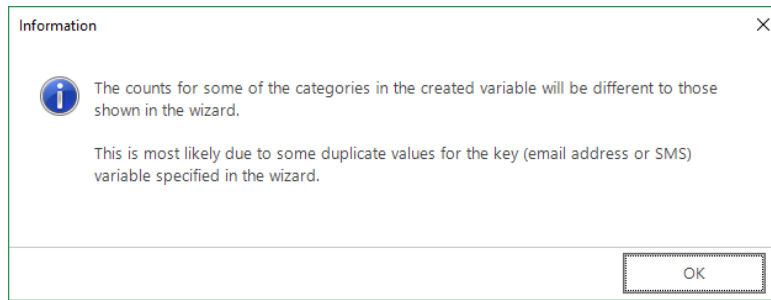 Information
The counts for some of the categories in the created variable will be different to those
shown in the wizard.
This is most likely due to some duplicate values for the key (email address or SMS)
variable specified in the wizard.
OK